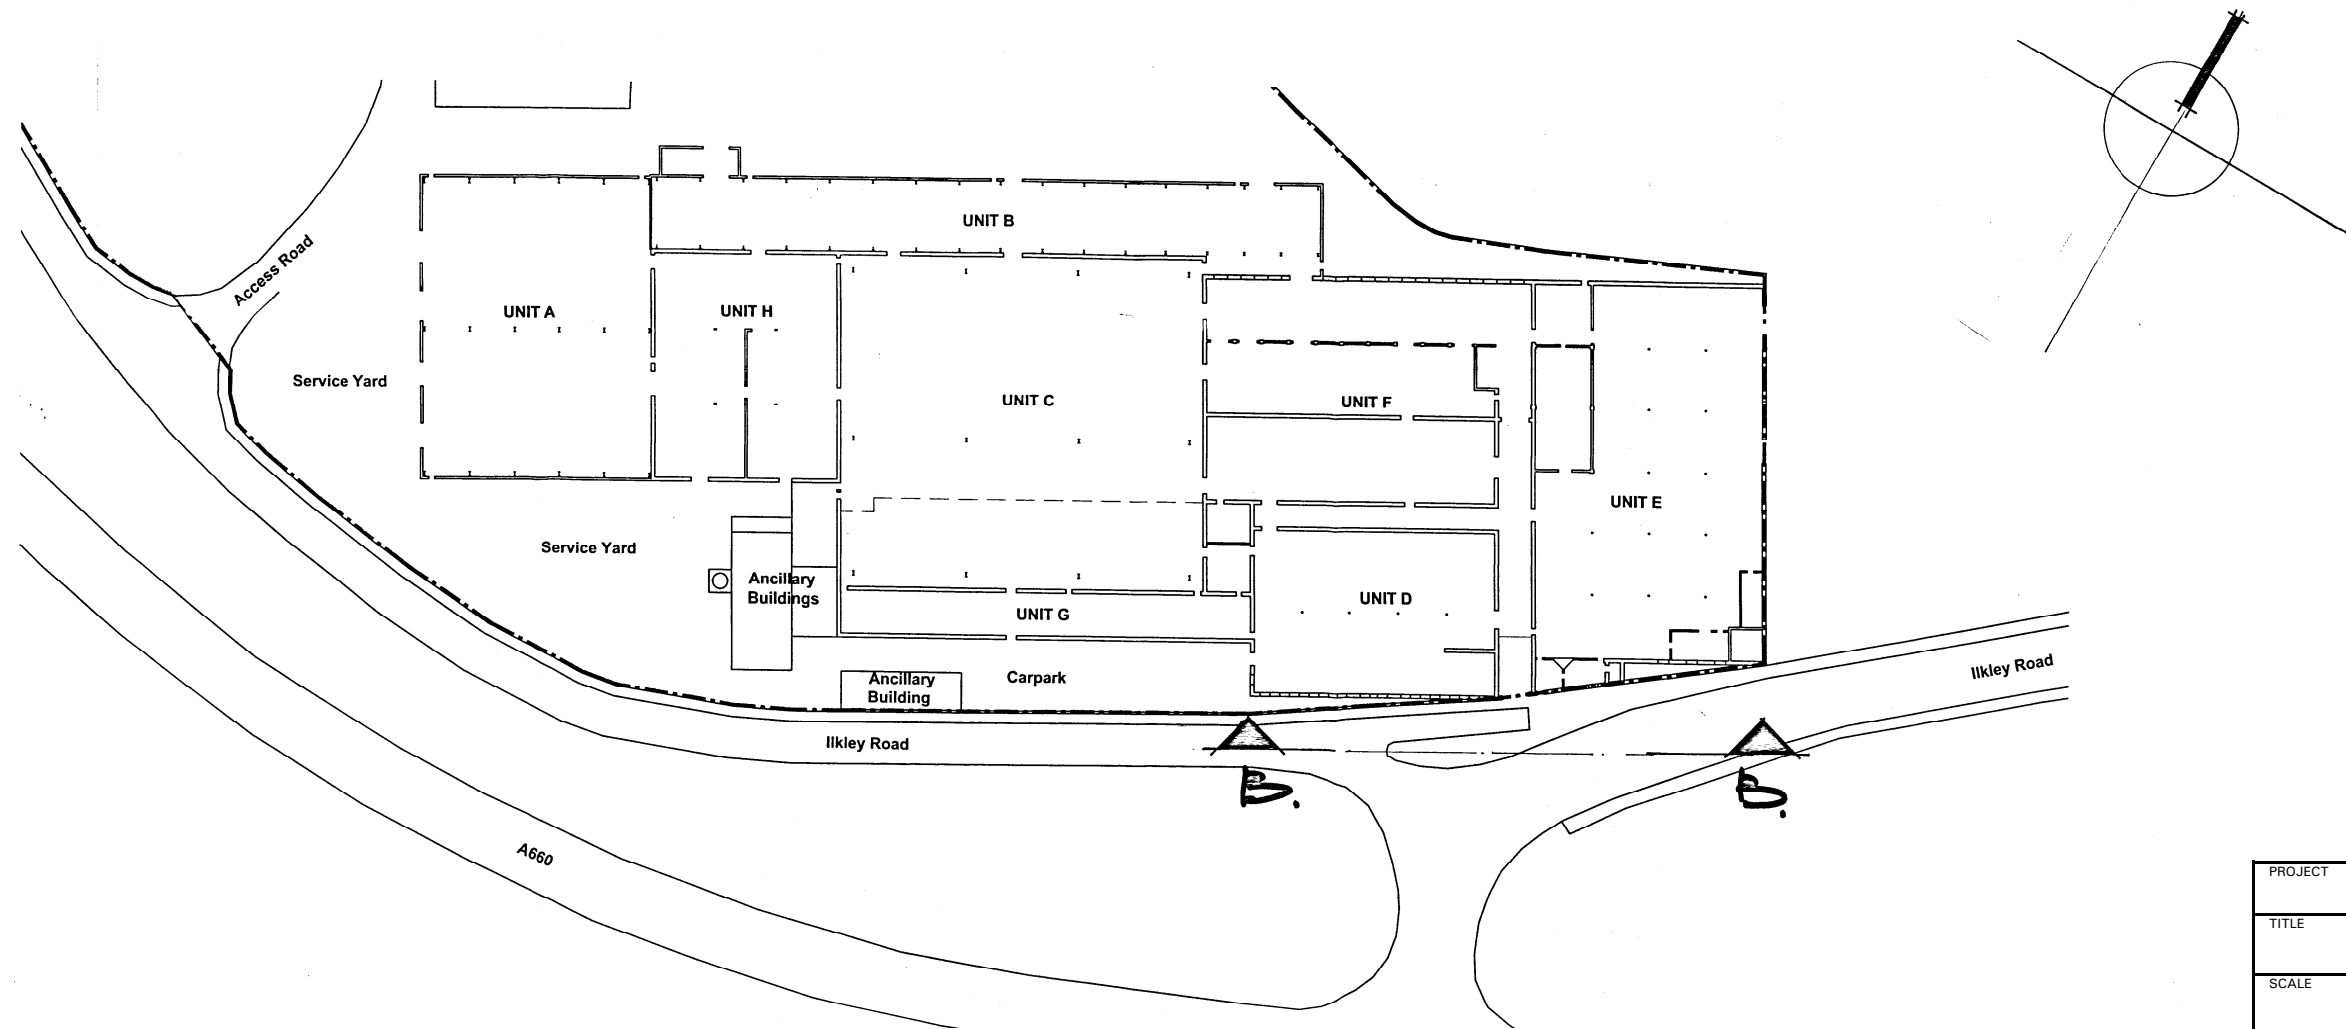 UNIT B
Access Road
UNIT A
UNIT H
Service Yard
UNIT C
UNIT F
UNIT E
Service Yard
Ancillary
Buildings
UNIT G
UNIT D
Ancillary
Building
Carpark
Ilkley Road
Ilkley Road
B.
B.
A660
PROJECT
TITLE
SCALE